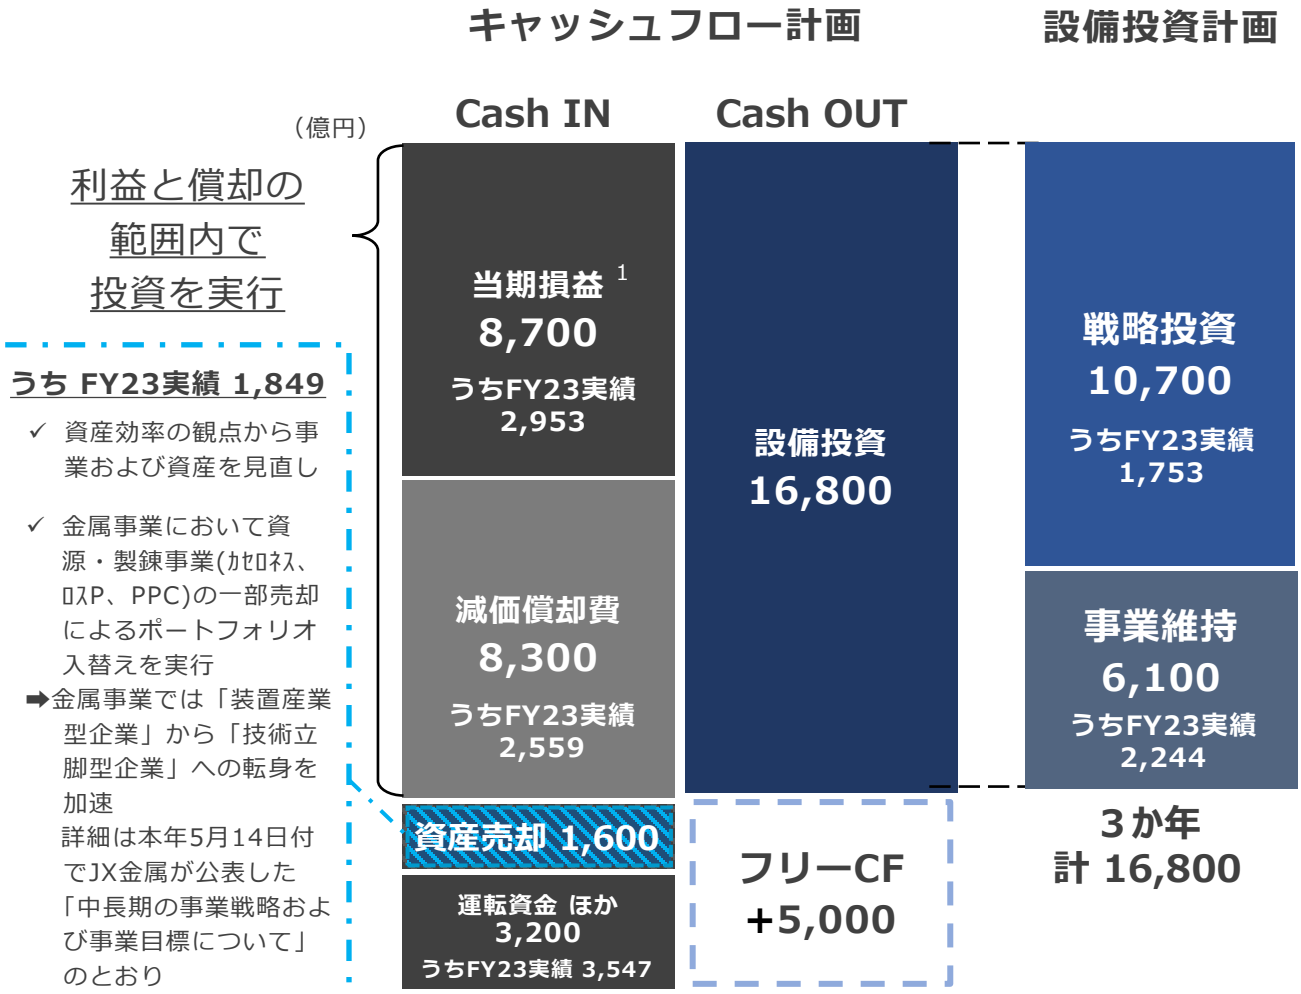 キャッシュフロー計画
設備投資計画
Cash IN
Cash OUT
(億円)
利益と償却の
範囲内で
投資を実行
うち FY23実績 1,849
✓ 資産効率の観点から事
業および資産を見直し
✓ 金属事業において資
源・製錬事業(ｶｾﾛﾈｽ、
ﾛｽP、PPC)の一部売却
によるポートフォリオ
入替えを実行
➡金属事業では「装置産業
型企業」から「技術立
脚型企業」への転身を
加速
詳細は本年5月14日付
でJX金属が公表した
「中長期の事業戦略およ
び事業目標について」
のとおり
当期損益 1
8,700
うちFY23実績
2,953
減価償却費
8,300
うちFY23実績
2,559
資産売却 1,600
運転資金 ほか
3,200
うちFY23実績 3,547
設備投資
16,800
フリーCF
+5,000
戦略投資
10,700
うちFY23実績
1,753
事業維持
6,100
うちFY23実績
2,244
３か年
計 16,800